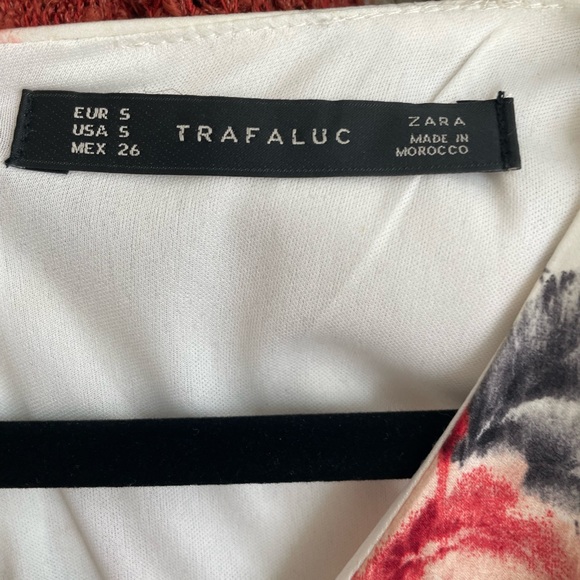 EUR S
USA S
MEX 26
TRAFALUC
ZARA
MADE IN
MOROCCO